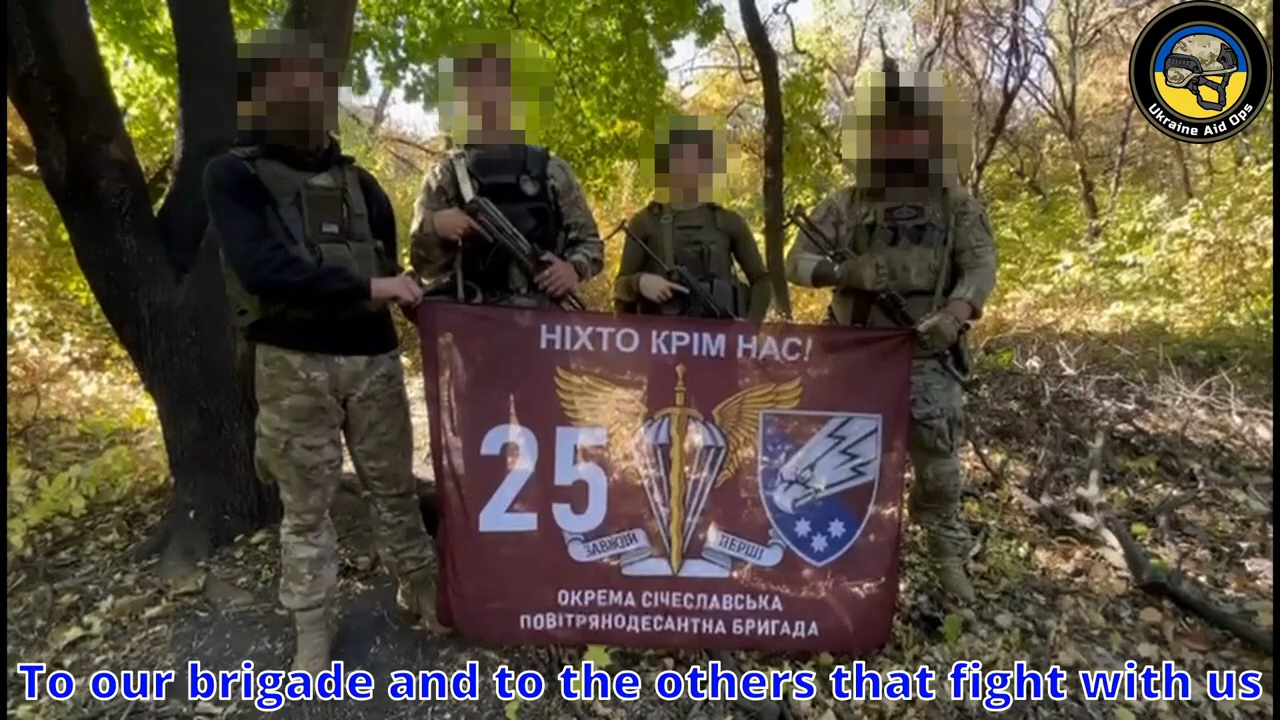 Ukraine Aid Ops
НІХТО КРІМ НАС!
25
ЗАВЖДИ ПЕРШІ
ОКРЕМА СІЧЕСЛАВСЬКА
ПОВІТРЯНОДЕСАНТНА БРИГАДА
To our brigade and to the others that fight with us